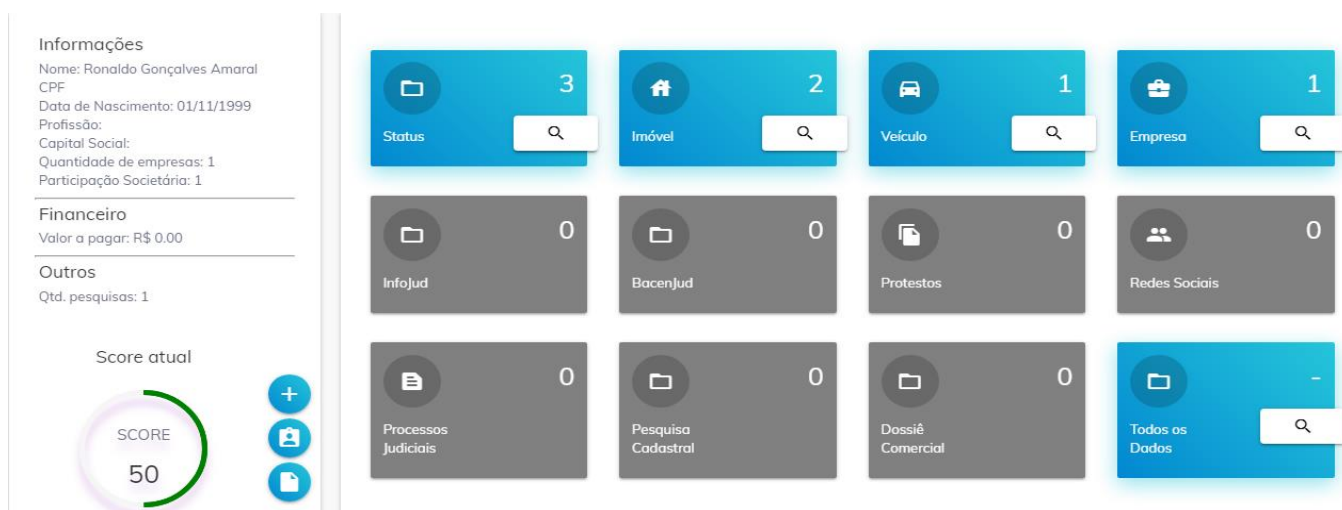 Informações
Nome: Ronaldo Gonçalves Amaral
CPF
Data de Nascimento: 01/11/1999
Profissão:
Capital Social:
Quantidade de empresas: 1
Participação Societária: 1
Financeiro
Valor a pagar: R$ 0.00
Outros
Qtd. pesquisas: 1
Score atual
SCORE
50
3
Status
2
Imóvel
1
Veículo
1
Empresa
0
InfoJud
0
BacenJud
0
Protestos
0
Redes Sociais
0
Processos
Judiciais
0
Pesquisa
Cadastral
0
Dossiê
Comercial
-
Todos os
Dados